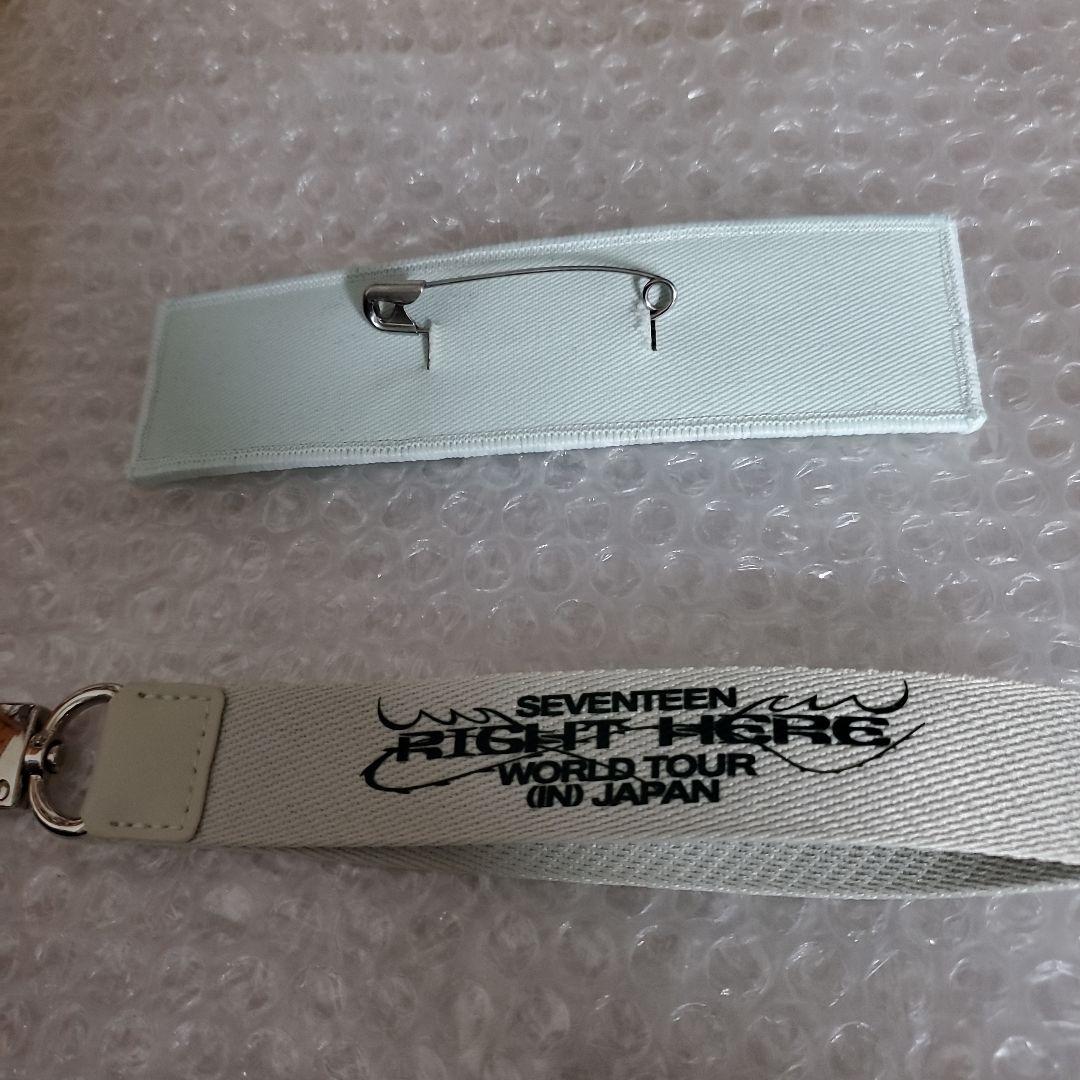 SEVENTEEN
RIGHT HERE
WORLD TOUR
(IN) JAPAN